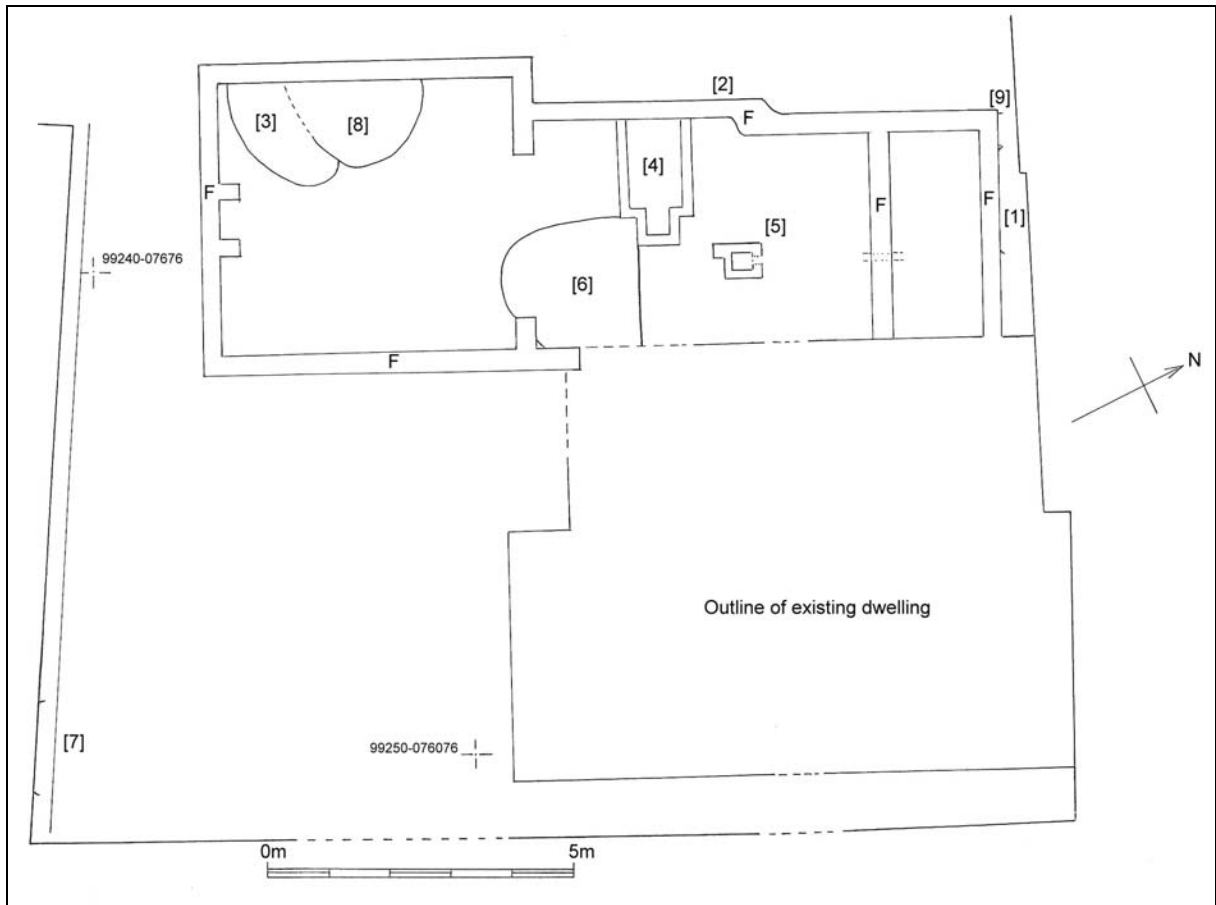 [2]
[9]
[3]
[8]
F
[4]
F
F
F
[1]
[5]
99240-07676
[6]
F
N
Outline of existing dwelling
[7]
99250-076076
0m
5m